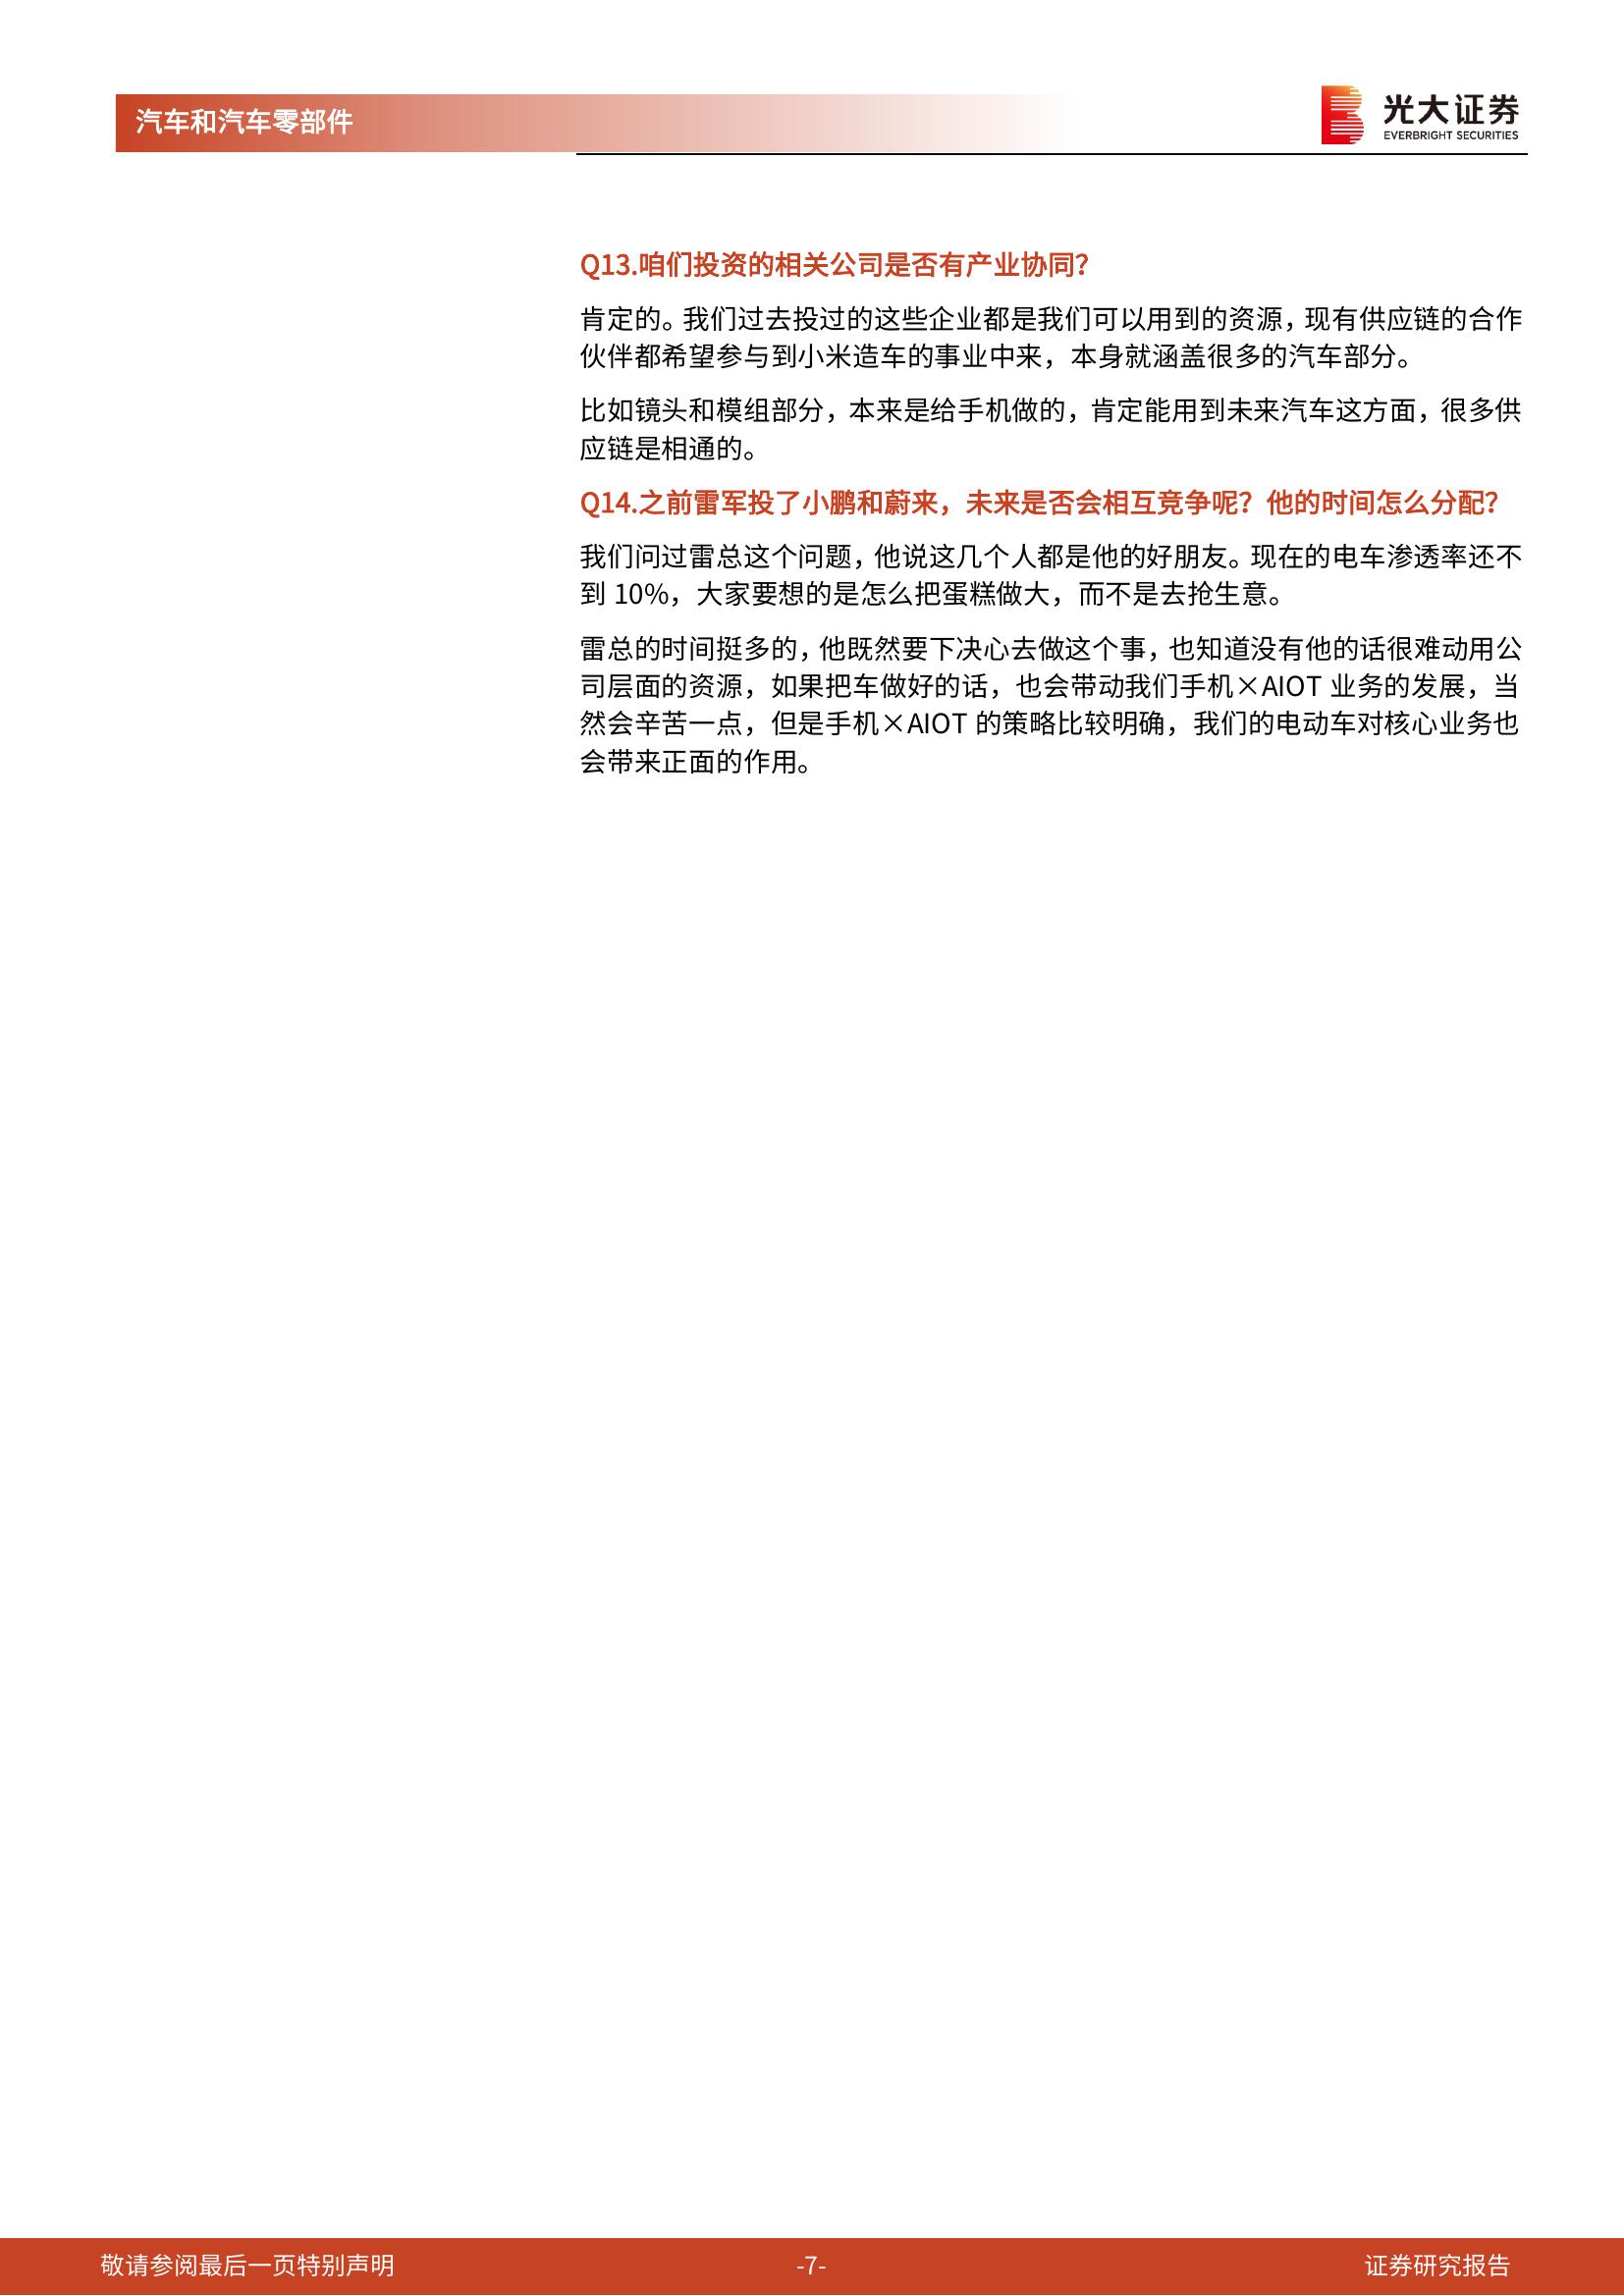 汽车和汽车零部件
光大证券
EVERBRIGHT SECURITIES
Q13.咱们投资的相关公司是否有产业协同？
肯定的。我们过去投过的这些企业都是我们可以用到的资源，现有供应链的合作
伙伴都希望参与到小米造车的事业中来，本身就涵盖很多的汽车部分。
比如镜头和模组部分，本来是给手机做的，肯定能用到未来汽车这方面，很多供
应链是相通的。
Q14.之前雷军投了小鹏和蔚来，未来是否会相互竞争呢？他的时间怎么分配？
我们问过雷总这个问题，他说这几个人都是他的好朋友。现在的电车渗透率还不
到 10%，大家要想的是怎么把蛋糕做大，而不是去抢生意。
雷总的时间挺多的，他既然要下决心去做这个事，也知道没有他的话很难动用公
司层面的资源，如果把车做好的话，也会带动我们手机×AIOT 业务的发展，当
然会辛苦一点，但是手机×AIOT 的策略比较明确，我们的电动车对核心业务也
会带来正面的作用。
敬请参阅最后一页特别声明
-7-
证券研究报告